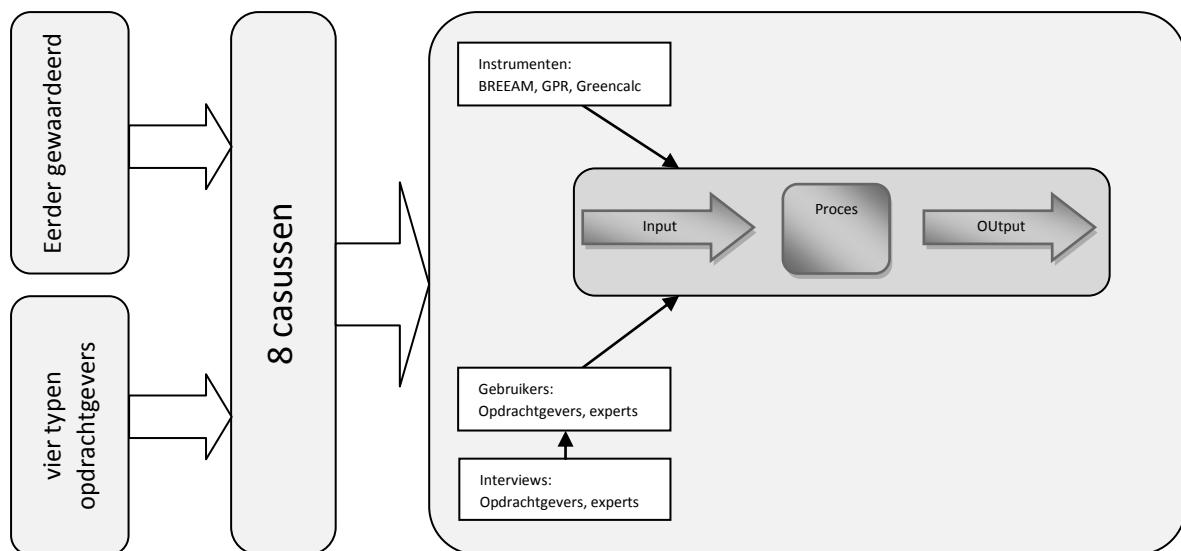 Eerder gewaardeerd
vier typen
opdrachtgevers
8 casussen
Instrumenten:
BREEAM, GPR, Greencalc
Input
Proces
OUtput
Gebruikers:
Opdrachtgevers, experts
Interviews:
Opdrachtgevers, experts